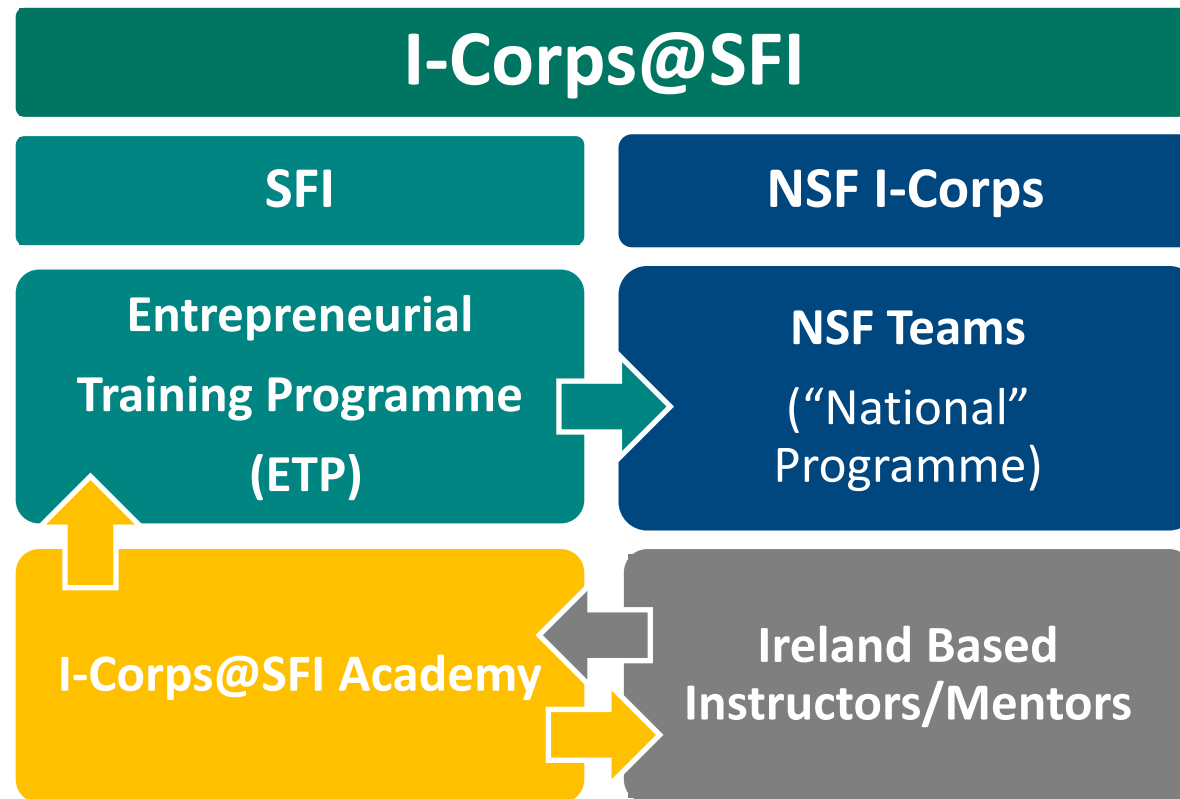 I-Corps@SFI
SFI
NSF I-Corps
Entrepreneurial
Training Programme
(ETP)
NSF Teams
(“National”
Programme)
I-Corps@SFI Academy
Ireland Based
Instructors/Mentors